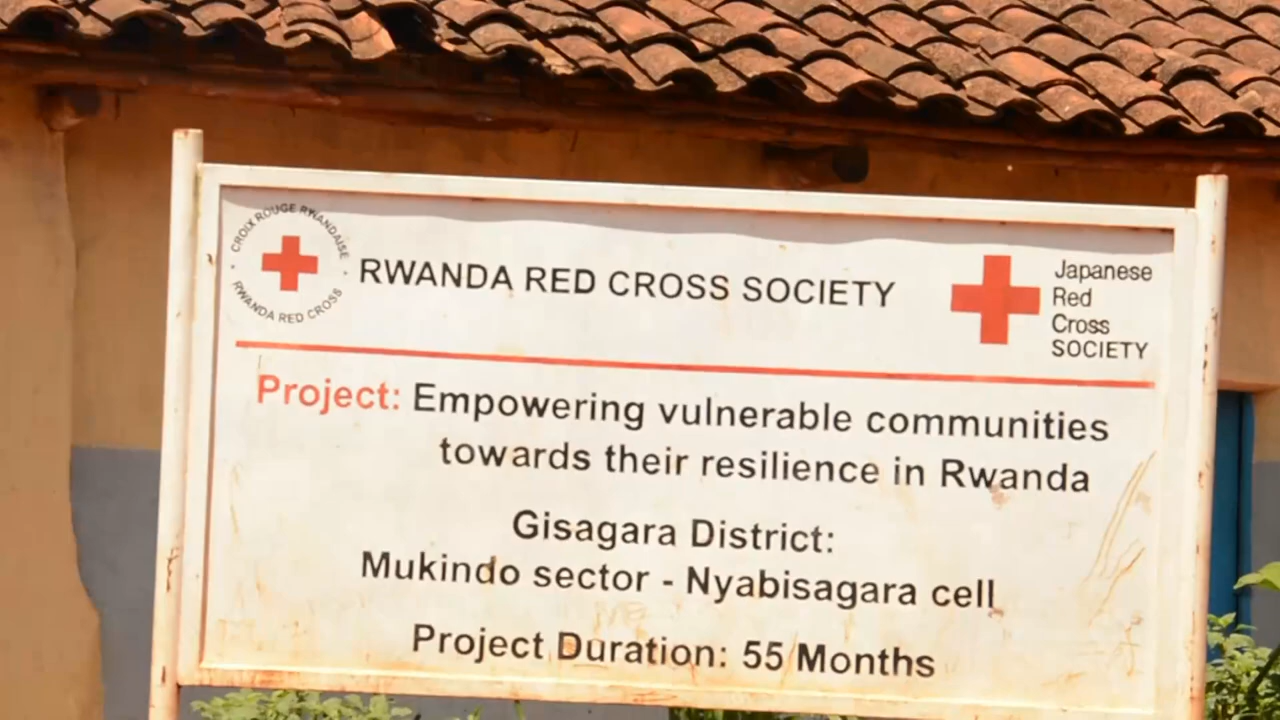 CROIX ROUGE RWANDAISE
RWANDA RED CROSS
RWANDA RED CROSS SOCIETY
Japanese
Red
Cross
SOCIETY
Project: Empowering vulnerable communities
towards their resilience in Rwanda
Gisagara District:
Mukindo sector - Nyabisagara cell
Project Duration: 55 Months